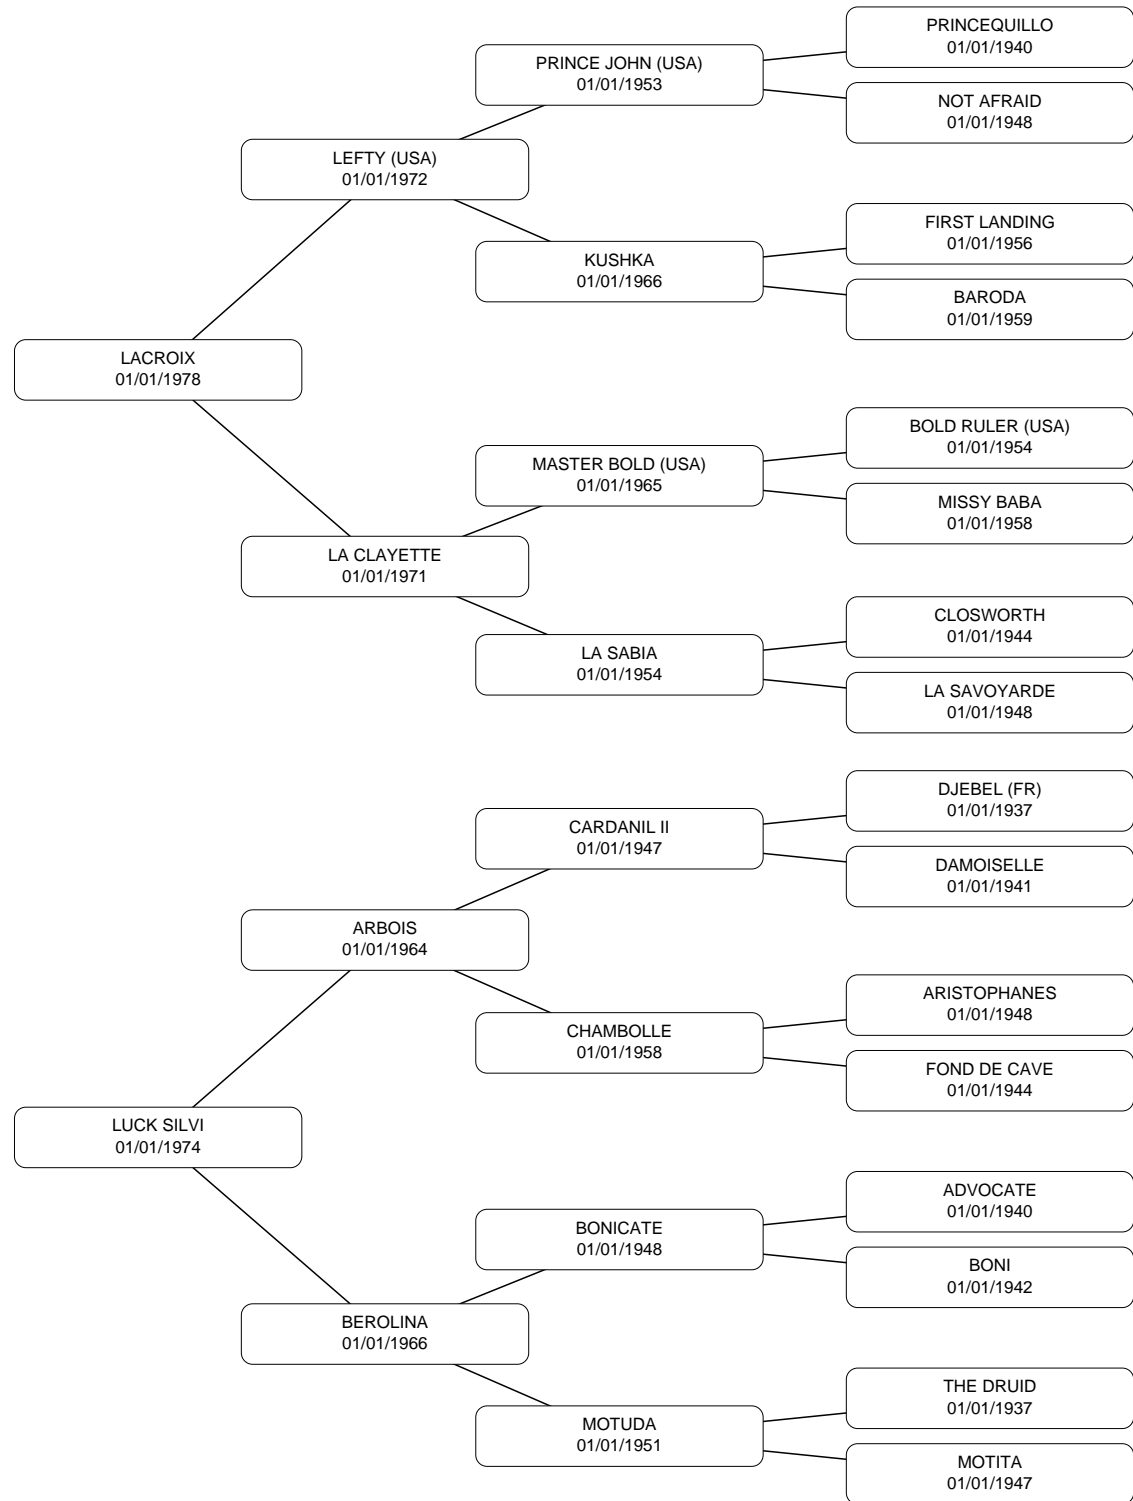 PRINCEQUILLO
01/01/1940
PRINCE JOHN (USA)
01/01/1953
NOT AFRAID
01/01/1948
LEFTY (USA)
01/01/1972
FIRST LANDING
01/01/1956
KUSHKA
01/01/1966
BARODA
01/01/1959
LACROIX
01/01/1978
BOLD RULER (USA)
01/01/1954
MASTER BOLD (USA)
01/01/1965
MISSY BABA
01/01/1958
LA CLAYETTE
01/01/1971
CLOSWORTH
01/01/1944
LA SABIA
01/01/1954
LA SAVOYARDE
01/01/1948
DJEBEL (FR)
01/01/1937
CARDANIL II
01/01/1947
DAMOISELLE
01/01/1941
ARBOIS
01/01/1964
ARISTOPHANES
01/01/1948
CHAMBOLLE
01/01/1958
FOND DE CAVE
01/01/1944
LUCK SILVI
01/01/1974
ADVOCATE
01/01/1940
BONICATE
01/01/1948
BONI
01/01/1942
BEROLINA
01/01/1966
THE DRUID
01/01/1937
MOTUDA
01/01/1951
MOTITA
01/01/1947